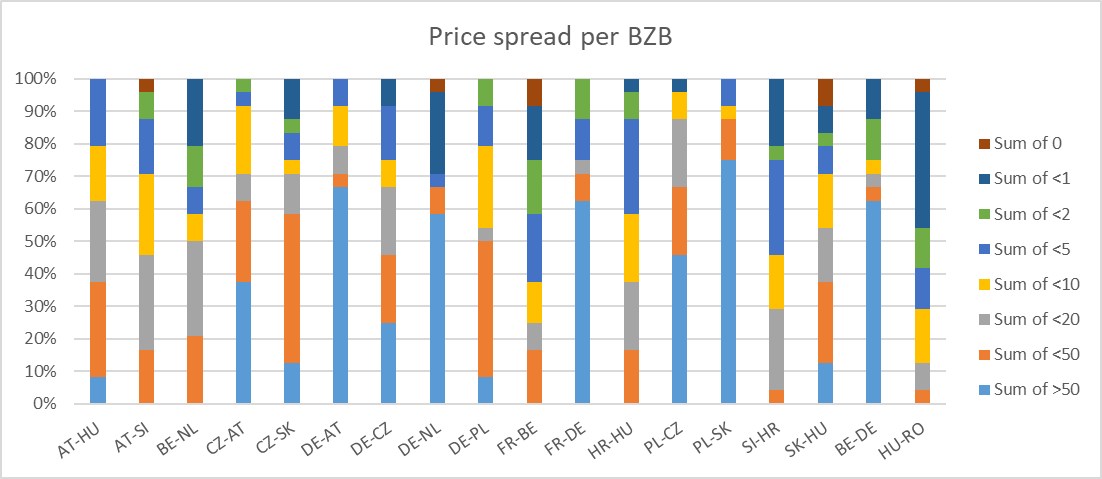 Price spread per BZB
100%
90%
80%
70%
60%
50%
40%
30%
20%
10%
0%
AT-HU
AT-SI
BE-NL
CZ-AT
CZ-SK
DE-AT
DE-CZ
DE-NL
DE-PL
FR-BE
FR-DE
HR-HU
PL-CZ
PL-SK
SI-HR
SK-HU
BE-DE
HU-RO
Sum of 0
Sum of <1
Sum of <2
Sum of <5
Sum of <10
Sum of <20
Sum of <50
Sum of >50